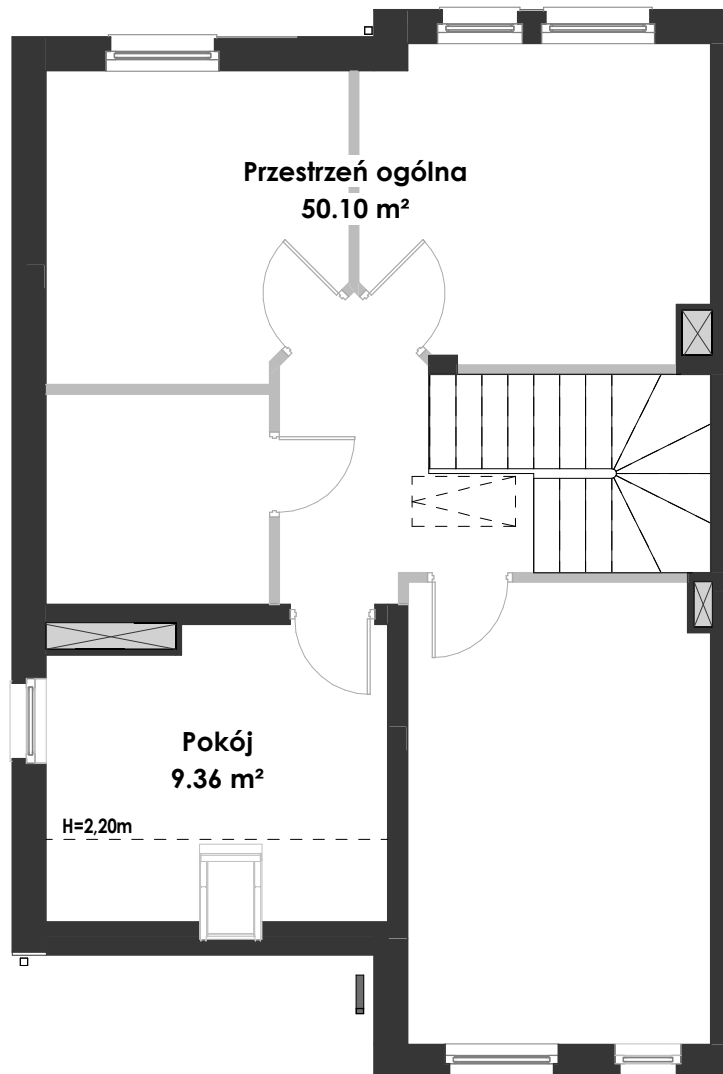 Przestrzeń ogólna
50.10 m²
Pokój
9.36 m²
H=2,20m